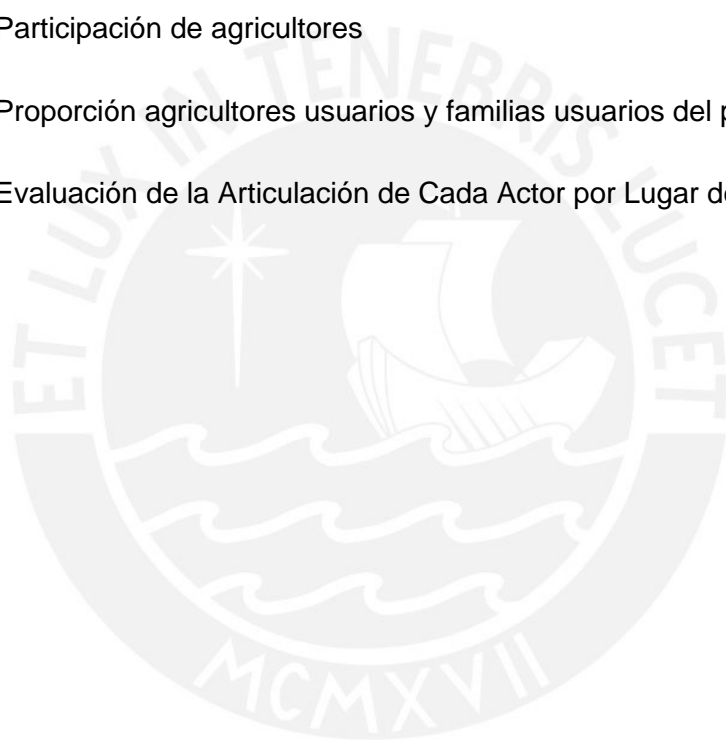 Participación de agricultores
Proporción agricultores usuarios y familias usuarios del
Evaluación de la Articulación de Cada Actor por Lugar
ET LUX IN TENEBRIS LUCET
MCMXVII